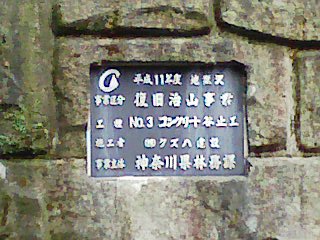 平成11年度
事業区分 復旧治山事業
工種 No.3 コンクリート谷止工
施工者 ㈱クズハ建設
事業主体 神奈川県林務課